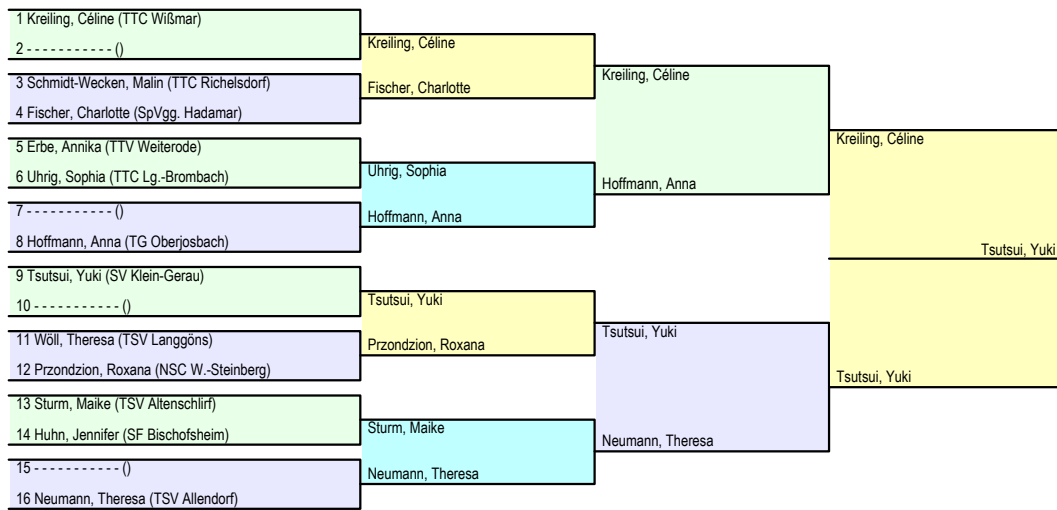 1 Kreiling, Céline (TTC Wißmar)
2 - - - - - - - - - - - ()
3 Schmidt-Wecken, Malin (TTC Richelsdorf)
4 Fischer, Charlotte (SpVgg. Hadamar)
5 Erbe, Annika (TTV Weiterode)
6 Uhrig, Sophia (TTC Lg.-Brombach)
7 - - - - - - - - - - - ()
8 Hoffmann, Anna (TG Oberjosbach)
9 Tsutsui, Yuki (SV Klein-Gerau)
10 - - - - - - - - - - - ()
11 Wöll, Theresa (TSV Langgöns)
12 Przondzion, Roxana (NSC W.-Steinberg)
13 Sturm, Maike (TSV Altenschlirf)
14 Huhn, Jennifer (SF Bischofsheim)
15 - - - - - - - - - - - ()
16 Neumann, Theresa (TSV Allendorf)
Kreiling, Céline
Fischer, Charlotte
Uhrig, Sophia
Hoffmann, Anna
Tsutsui, Yuki
Przondzion, Roxana
Sturm, Maike
Neumann, Theresa
Kreiling, Céline
Hoffmann, Anna
Tsutsui, Yuki
Neumann, Theresa
Kreiling, Céline
Tsutsui, Yuki
Tsutsui, Yuki